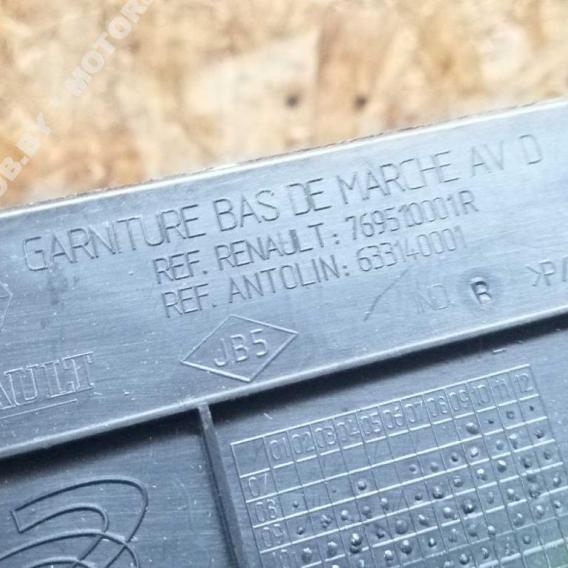 GARNITURE BAS DE MARCHE AV D
REF. RENAULT: 769510001R
REF. ANTOLIN: 633140001
IND. B
JB5
01 02 03 04 05 06 07 08 09 10 11 12
07
08
09